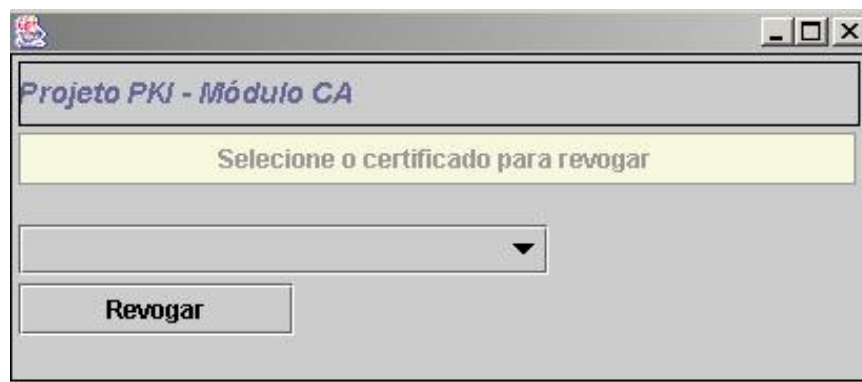 Projeto PKI - Módulo CA
Selecione o certificado para revogar
Revogar